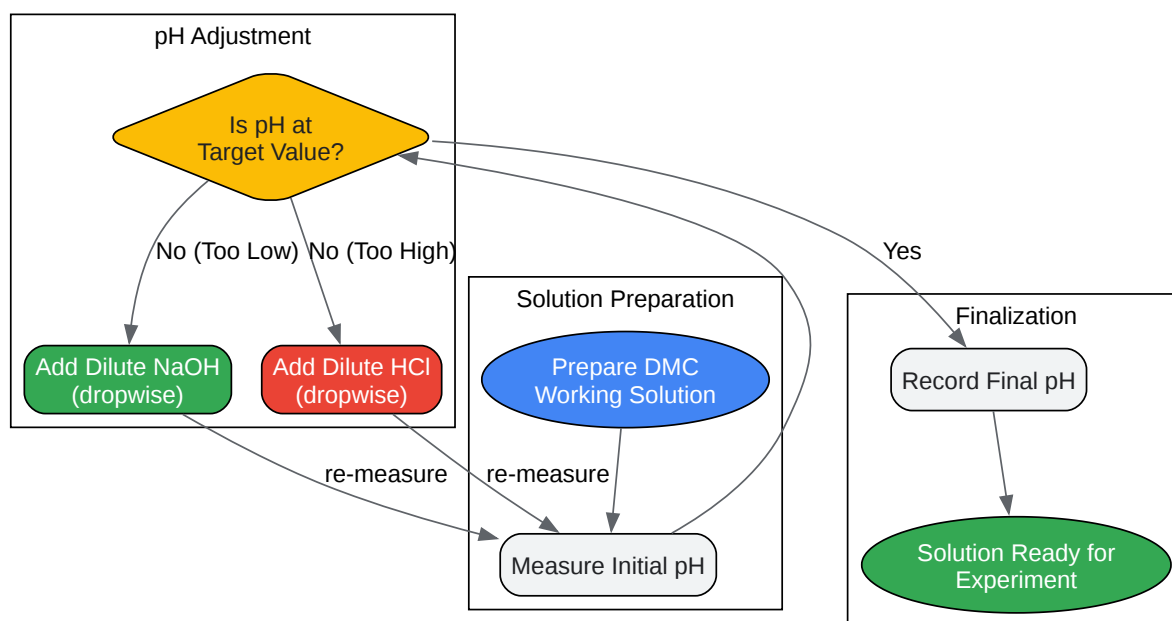 pH Adjustment
Is pH at
Target Value?
No (Too Low)
No (Too High)
Yes
Add Dilute NaOH
(dropwise)
Add Dilute HCl
(dropwise)
re-measure
re-measure
Solution Preparation
Prepare DMC
Working Solution
Measure Initial pH
Finalization
Record Final pH
Solution Ready for
Experiment